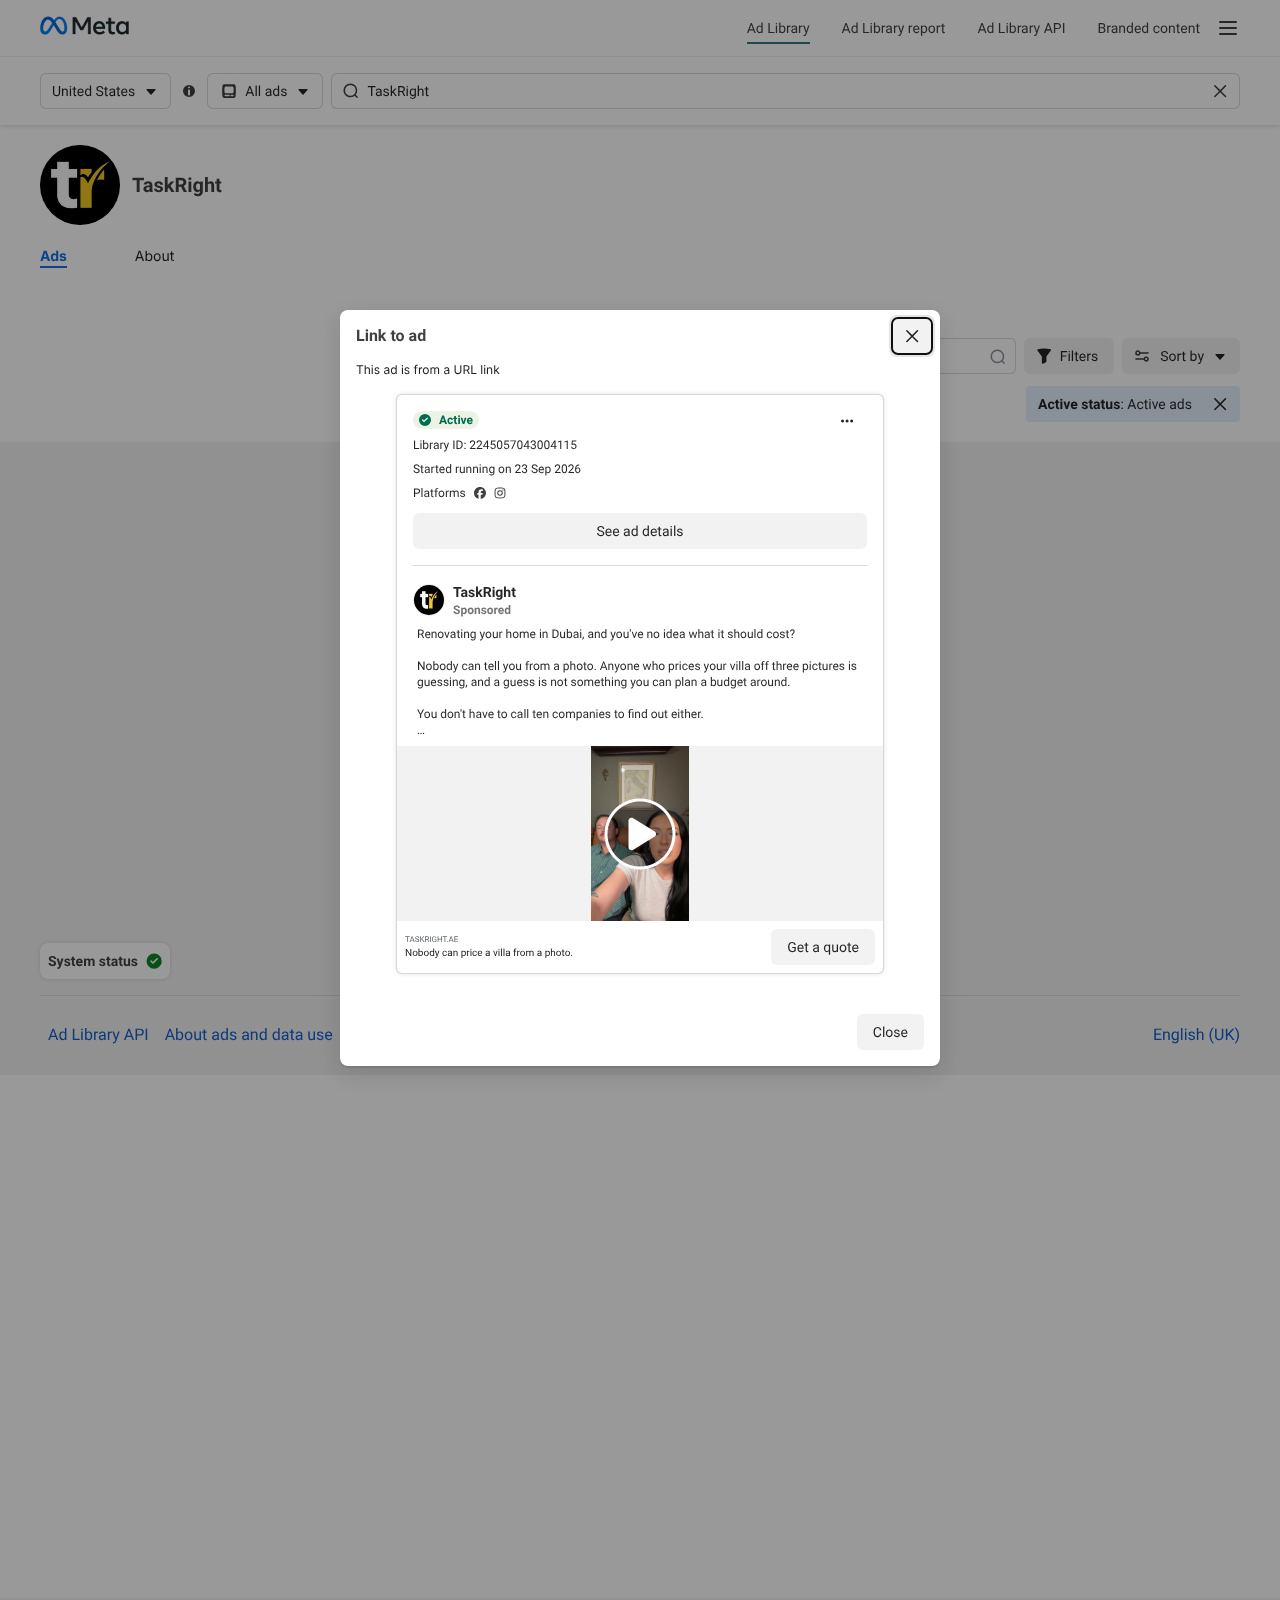 Meta
Ad Library
Ad Library report
Ad Library API
Branded content
United States
All ads
TaskRight
tr
TaskRight
Ads
About
Link to ad
This ad is from a URL link
Filters
Sort by
Active status: Active ads
Active
Library ID: 2245057043004115
Started running on 23 Sep 2026
Platforms
See ad details
tr
TaskRight
Sponsored
Renovating your home in Dubai, and you've no idea what it should cost?
Nobody can tell you from a photo. Anyone who prices your villa off three pictures is
guessing, and a guess is not something you can plan a budget around.
You don't have to call ten companies to find out either.
...
TASKRIGHT.AE
Nobody can price a villa from a photo.
Get a quote
System status
Ad Library API
About ads and data use
English (UK)
Close